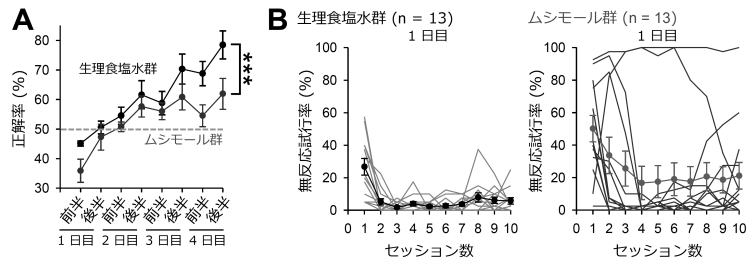 A
正解率 (%)
80
70
60
50
40
30
生理食塩水群
ムシモール群
***
前半 後半 前半 後半 前半 後半 前半 後半
1 日目 2 日目 3 日目 4 日目
B
生理食塩水群 (n = 13)
1 日目
無反応試行率 (%)
100
80
60
40
20
0
0 1 2 3 4 5 6 7 8 9 10
セッション数
ムシモール群 (n = 13)
1 日目
無反応試行率 (%)
100
80
60
40
20
0
0 1 2 3 4 5 6 7 8 9 10
セッション数